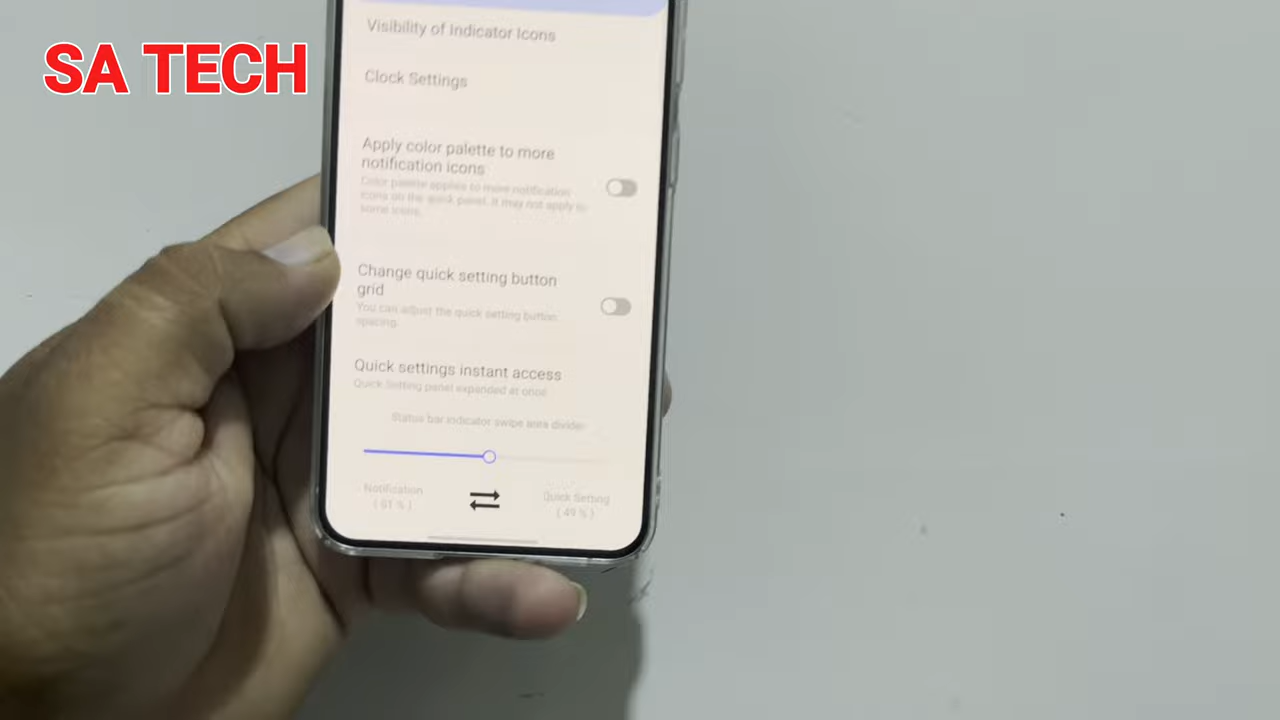 SA TECH
Visibility of Indicator Icons
Clock Settings
Apply color palette to more
notification icons
Color palette applies to more notification
icons on the quick panel. It may not apply to
some icons.
Change quick setting button
grid
You can adjust the quick setting button
spacing.
Quick settings instant access
Quick Setting panel expanded at once
Status bar indicator swipe area divider
Notification
Quick Setting
( 51 % )
( 49 % )